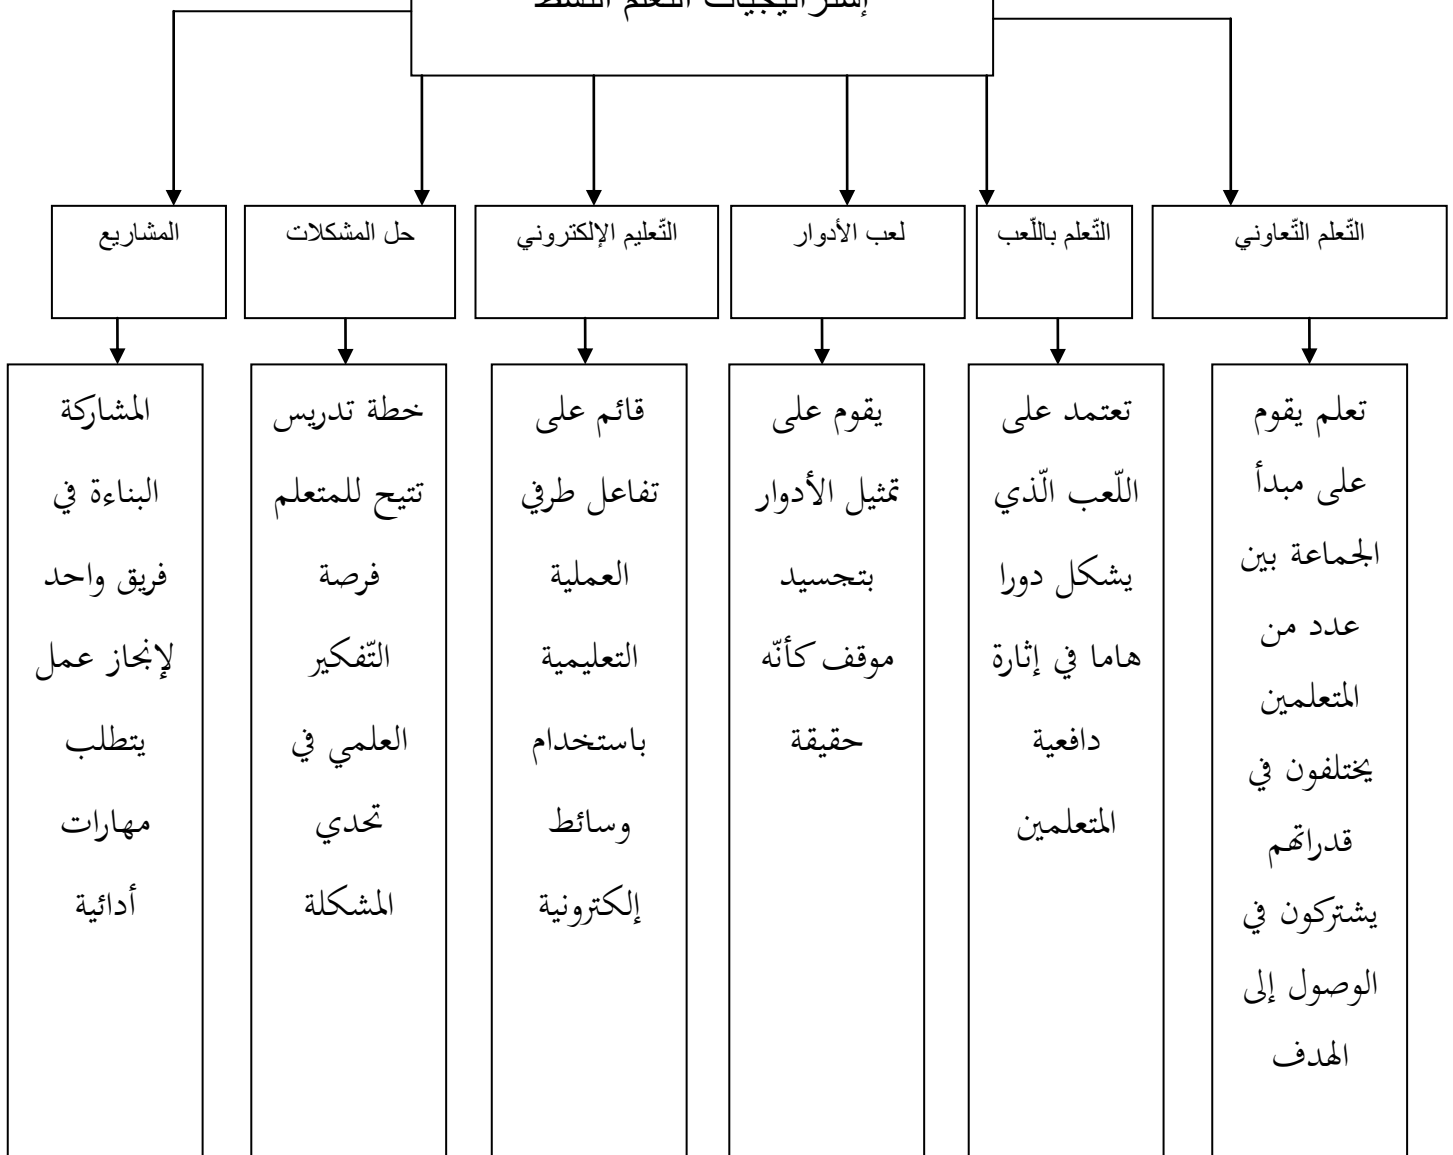 إستراتيجيات التعلم النشط
التّعلم التّعاوني
التّعلم باللّعب
لعب الأدوار
التّعليم الإلكتروني
حل المشكلات
المشاريع
تعلم يقوم
على مبدأ
الجماعة بين
عدد من
المتعلمين
يختلفون في
قدراتهم
يشتركون في
الوصول إلى
الهدف
تعتمد على
اللّعب الّذي
يشكل دورا
هاما في إثارة
دافعية
المتعلمين
يقوم على
تمثيل الأدوار
بتجسيد
موقف كأنّه
حقيقة
قائم على
تفاعل طرفي
العملية
التعليمية
باستخدام
وسائط
إلكترونية
خطة تدريس
تتيح للمتعلم
فرصة
التّفكير
العلمي في
تحدي
المشكلة
المشاركة
البناءة في
فريق واحد
لإنجاز عمل
يتطلب
مهارات
أدائية